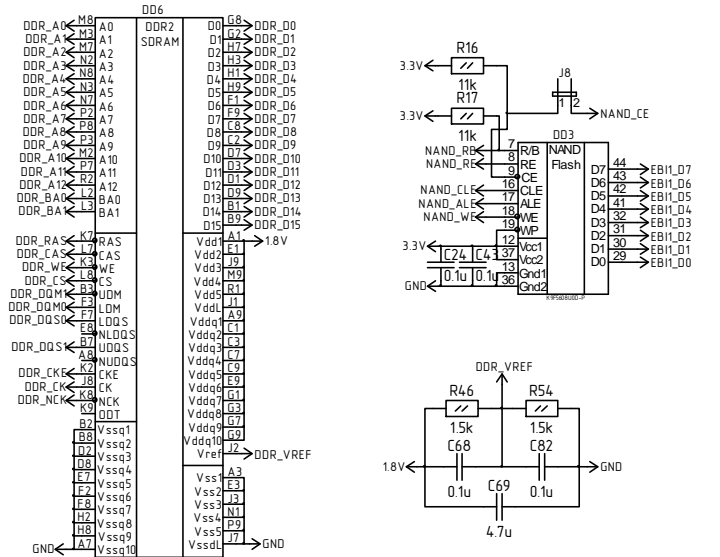 DD6
DDR2
SDRAM
DDR_A0 M8 A0 D0 G8 DDR_D0
DDR_A1 M3 A1 D1 G2 DDR_D1
DDR_A2 M7 A2 D2 H7 DDR_D2
DDR_A3 N2 A3 D3 H3 DDR_D3
DDR_A4 N8 A4 D4 H1 DDR_D4
DDR_A5 N3 A5 D5 H9 DDR_D5
DDR_A6 N7 A6 D6 F1 DDR_D6
DDR_A7 P2 A7 D7 F9 DDR_D7
DDR_A8 P8 A8 D8 C8 DDR_D8
DDR_A9 P3 A9 D9 C2 DDR_D9
DDR_A10 M2 A10 D10 D7 DDR_D10
DDR_A11 P7 A11 D11 D3 DDR_D11
DDR_A12 R2 A12 D12 D1 DDR_D12
DDR_BA0 L2 BA0 D13 D9 DDR_D13
DDR_BA1 L3 BA1 D14 B1 DDR_D14
D15 B9 DDR_D15
DDR_RAS K7 RAS Vdd1 A1 1.8V
DDR_CAS L7 CAS Vdd2 E1
DDR_WE K3 WE Vdd3 J9
DDR_CS L8 CS Vdd4 M9
DDR_DQM1 B3 UDM Vdd5 R1
DDR_DQM0 F3 LDM VddL J1
DDR_DQS0 F7 LDQS Vddq1 A9
E8 NLDQS Vddq2 C1
DDR_DQS1 B7 UDQS Vddq3 C3
A8 NUDQS Vddq4 C7
DDR_CKE K2 CKE Vddq5 C9
DDR_CK J8 CK Vddq6 E9
DDR_NCK K8 NCK Vddq7 G1
K9 ODT Vddq8 G3
Vddq9 G7
B2 Vssq1 Vddq10 G9
B8 Vssq2 Vref J2 DDR_VREF
D2 Vssq3
D8 Vssq4 Vss1 A3
E7 Vssq5 Vss2 E3
F2 Vssq6 Vss3 J3
F8 Vssq7 Vss4 N1
H2 Vssq8 Vss5 P9
H8 Vssq9 VssdL J7 GND
GND A7 Vssq10
R16
3.3V
11k
J8
1 2
NAND_CE
R17
3.3V
11k
DD3
NAND
Flash
NAND_RB 7 R/B
NAND_RE 8 RE
9 CE D7 44 EBI1_D7
NAND_CLE 16 CLE D6 43 EBI1_D6
NAND_ALE 17 ALE D5 42 EBI1_D5
NAND_WE 18 WE D4 41 EBI1_D4
19 WP D3 32 EBI1_D3
3.3V 12 Vcc1 D2 31 EBI1_D2
C24 C43 37 Vcc2 D1 30 EBI1_D1
0.1u 0.1u 13 Gnd1 D0 29 EBI1_D0
GND 36 Gnd2
K9F5608U0D-P
DDR_VREF
R46 R54
1.5k 1.5k
C68 C82
1.8V GND
0.1u 0.1u
C69
4.7u